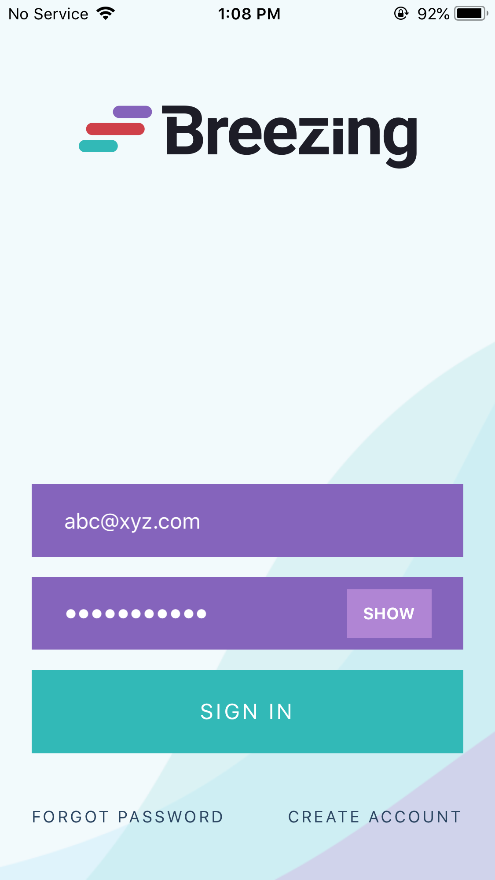 No Service 1:08 PM 92%
Breezing
abc@xyz.com
••••••••••• SHOW
SIGN IN
FORGOT PASSWORD CREATE ACCOUNT